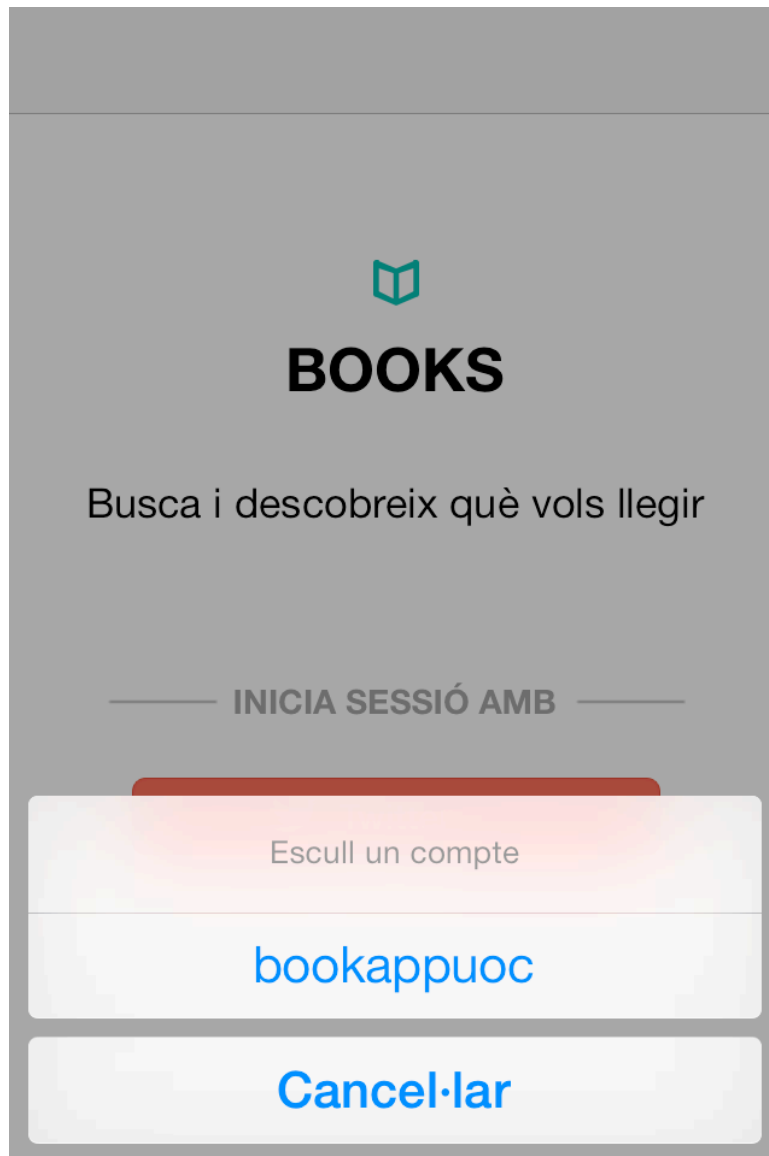 BOOKS
Busca i descobreix què vols llegir
INICIA SESSIÓ AMB
Escull un compte
bookappuoc
Cancel·lar